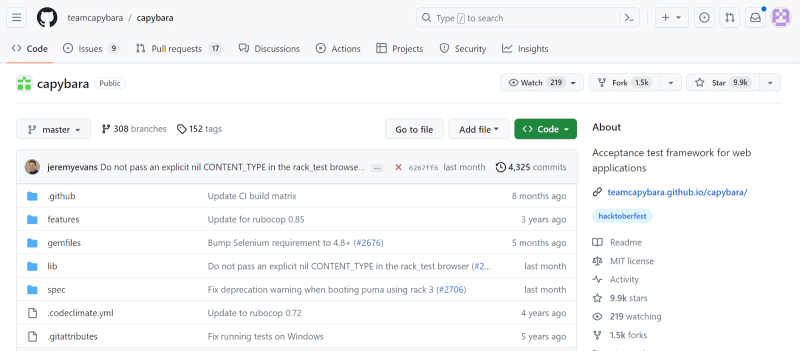 teamcapybara / capybara
Type / to search
Code Issues 9 Pull requests 17 Discussions Actions Projects Security Insights
capybara Public
Watch 219 Fork 1.5k Star 9.9k
master 308 branches 152 tags Go to file Add file Code
jeremyevans Do not pass an explicit nil CONTENT_TYPE in the rack_test browse... ... 6267ff6 last month 4,325 commits
.github Update CI build matrix 8 months ago
features Update for rubocop 0.85 3 years ago
gemfiles Bump Selenium requirement to 4.8+ (#2676) 5 months ago
lib Do not pass an explicit nil CONTENT_TYPE in the rack_test browser (#2... last month
spec Fix deprecation warning when booting puma using rack 3 (#2706) last month
.codeclimate.yml Update to rubocop 0.72 4 years ago
.gitattributes Fix running tests on Windows 5 years ago
About
Acceptance test framework for web
applications
teamcapybara.github.io/capybara/
hacktoberfest
Readme
MIT license
Activity
9.9k stars
219 watching
1.5k forks